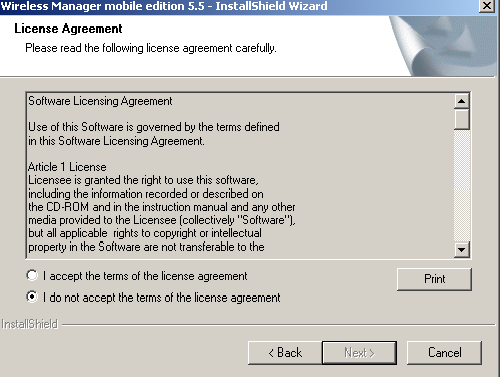 Wireless Manager mobile edition 5.5 - InstallShield Wizard
License Agreement
Please read the following license agreement carefully.
Software Licensing Agreement
Use of this Software is governed by the terms defined
in this Software Licensing Agreement.
Article 1 License
Licensee is granted the right to use this software,
including the information recorded or described on
the CD-ROM and in the instruction manual and any other
media provided to the Licensee (collectively "Software"),
but all applicable  rights to copyright or intellectual
property in the Software are not transferable to the
I accept the terms of the license agreement
Print
I do not accept the terms of the license agreement
InstallShield
< Back
Next >
Cancel